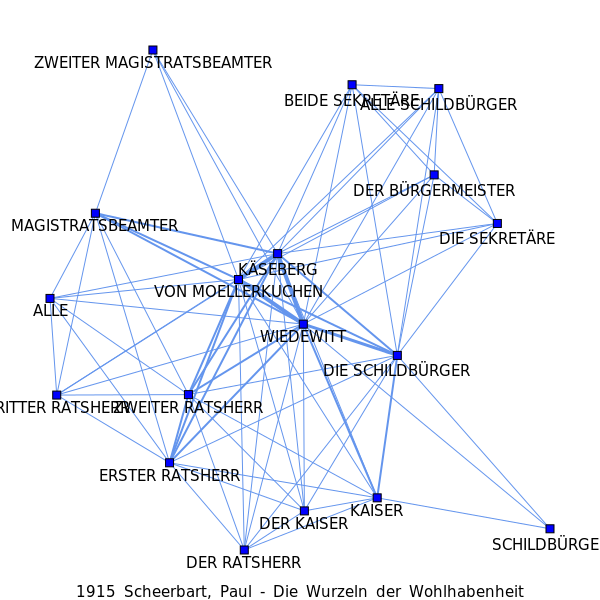 ZWEITER MAGISTRATSBEAMTER
BEIDE SEKRETÄRE
ALLE SCHILDBÜRGER
DER BÜRGERMEISTER
MAGISTRATSBEAMTER
DIE SEKRETÄRE
KÄSEBERG
VON MOELLERKUCHEN
ALLE
WIEDEWITT
DIE SCHILDBÜRGER
RITTER RATSHERR
ZWEITER RATSHERR
ERSTER RATSHERR
KAISER
DER KAISER
SCHILDBÜRGE
DER RATSHERR
1915 Scheerbart, Paul - Die Wurzeln der Wohlhabenheit